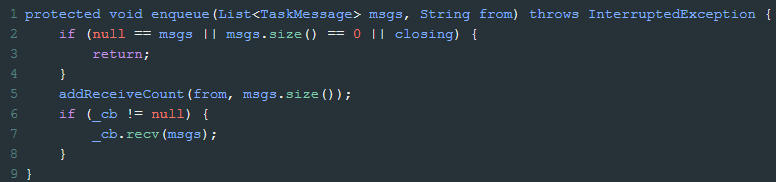 1 protected void enqueue(List<TaskMessage> msgs, String from) throws InterruptedException {
2     if (null == msgs || msgs.size() == 0 || closing) {
3         return;
4     }
5     addReceiveCount(from, msgs.size());
6     if (_cb != null) {
7         _cb.recv(msgs);
8     }
9 }